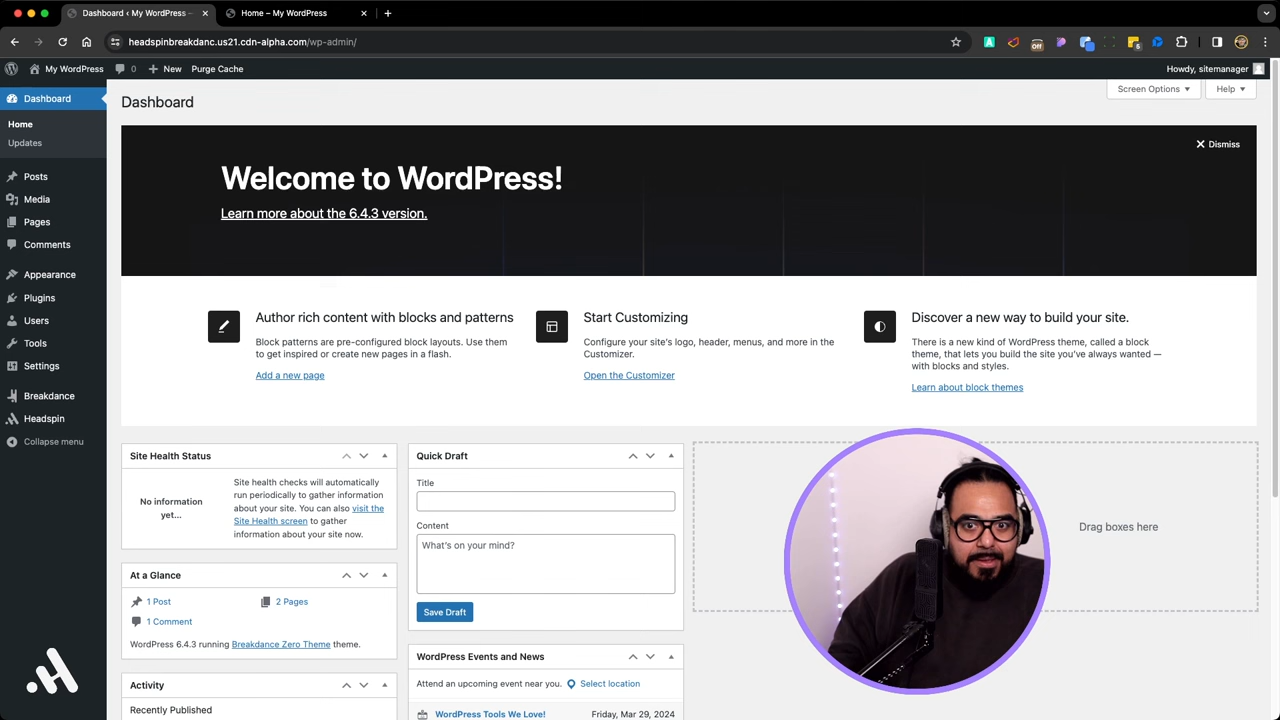 Dashboard ‹ My WordPress –
Home – My WordPress
headspinbreakdanc.us21.cdn-alpha.com/wp-admin/
My WordPress 0 New Purge Cache
Howdy, sitemanager
Dashboard
Home
Updates
Posts
Media
Pages
Comments
Appearance
Plugins
Users
Tools
Settings
Breakdance
Headspin
Collapse menu
Dashboard
Screen Options
Help
Dismiss
Welcome to WordPress!
Learn more about the 6.4.3 version.
Author rich content with blocks and patterns
Block patterns are pre-configured block layouts. Use them
to get inspired or create new pages in a flash.
Add a new page
Start Customizing
Configure your site's logo, header, menus, and more in the
Customizer.
Open the Customizer
Discover a new way to build your site.
There is a new kind of WordPress theme, called a block
theme, that lets you build the site you've always wanted —
with blocks and styles.
Learn about block themes
Site Health Status
No information
yet...
Site health checks will automatically
run periodically to gather information
about your site. You can also visit the
Site Health screen to gather
information about your site now.
At a Glance
1 Post
2 Pages
1 Comment
WordPress 6.4.3 running Breakdance Zero Theme theme.
Activity
Recently Published
Quick Draft
Title
Content
What's on your mind?
Save Draft
WordPress Events and News
Attend an upcoming event near you.
Select location
WordPress Tools We Love!
Friday, Mar 29, 2024
Drag boxes here